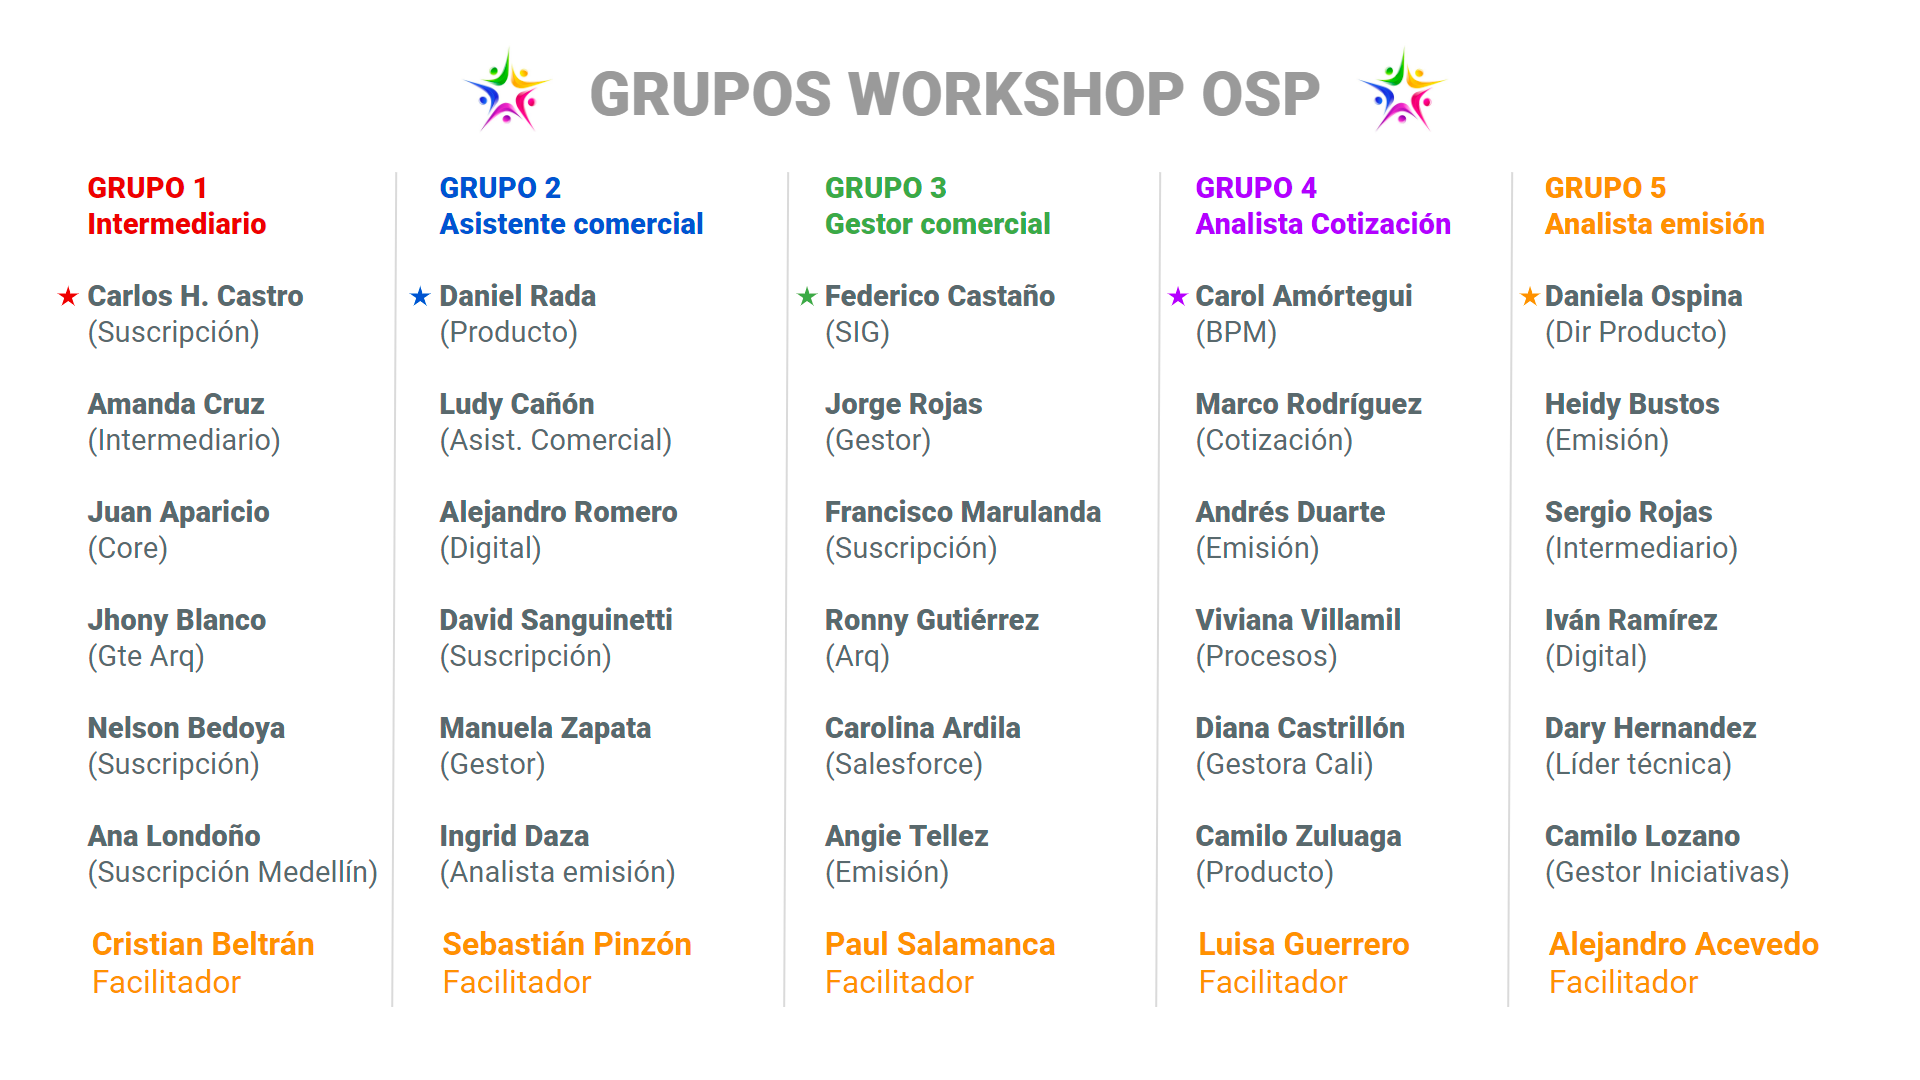 GRUPOS WORKSHOP OSP
GRUPO 1
Intermediario
Carlos H. Castro
(Suscripción)
Amanda Cruz
(Intermediario)
Juan Aparicio
(Core)
Jhony Blanco
(Gte Arq)
Nelson Bedoya
(Suscripción)
Ana Londoño
(Suscripción Medellín)
Cristian Beltrán
Facilitador
GRUPO 2
Asistente comercial
Daniel Rada
(Producto)
Ludy Cañón
(Asist. Comercial)
Alejandro Romero
(Digital)
David Sanguinetti
(Suscripción)
Manuela Zapata
(Gestor)
Ingrid Daza
(Analista emisión)
Sebastián Pinzón
Facilitador
GRUPO 3
Gestor comercial
Federico Castaño
(SIG)
Jorge Rojas
(Gestor)
Francisco Marulanda
(Suscripción)
Ronny Gutiérrez
(Arq)
Carolina Ardila
(Salesforce)
Angie Tellez
(Emisión)
Paul Salamanca
Facilitador
GRUPO 4
Analista Cotización
Carol Amórtegui
(BPM)
Marco Rodríguez
(Cotización)
Andrés Duarte
(Emisión)
Viviana Villamil
(Procesos)
Diana Castrillón
(Gestora Cali)
Camilo Zuluaga
(Producto)
Luisa Guerrero
Facilitador
GRUPO 5
Analista emisión
Daniela Ospina
(Dir Producto)
Heidy Bustos
(Emisión)
Sergio Rojas
(Intermediario)
Iván Ramírez
(Digital)
Dary Hernandez
(Líder técnica)
Camilo Lozano
(Gestor Iniciativas)
Alejandro Acevedo
Facilitador